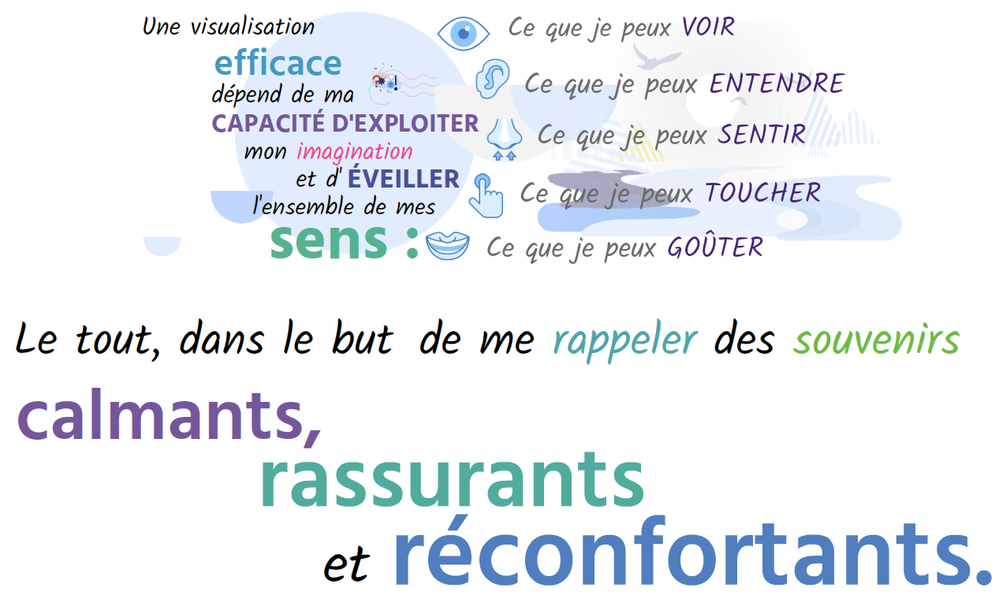 Une visualisation
efficace
dépend de ma
CAPACITÉ D'EXPLOITER
mon imagination
et d' ÉVEILLER
l'ensemble de mes
sens :
Ce que je peux VOIR
Ce que je peux ENTENDRE
Ce que je peux SENTIR
Ce que je peux TOUCHER
Ce que je peux GOÛTER
Le tout, dans le but de me rappeler des souvenirs
calmants,
rassurants
et réconfortants.